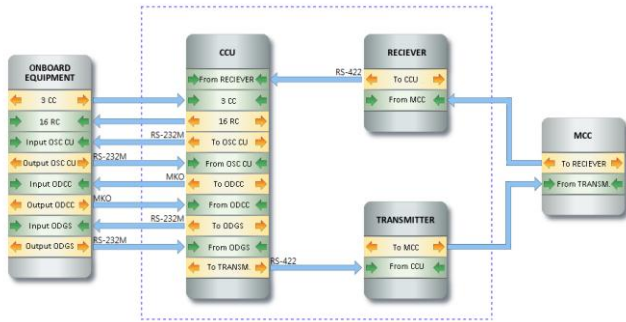 ONBOARD
EQUIPMENT
3 CC
16 RC
Input OSC CU
Output OSC CU
Input ODCC
Output ODCC
Input ODGS
Output ODGS
RS-232M
RS-232M
MKO
MKO
RS-232M
RS-232M
CCU
From RECIEVER
3 CC
16 RC
To OSC CU
From OSC CU
To ODCC
From ODCC
To ODGS
From ODGS
To TRANSM.
RS-422
RS-422
RECIEVER
To CCU
From MCC
TRANSMITTER
To MCC
From CCU
MCC
To RECIEVER
From TRANSM.